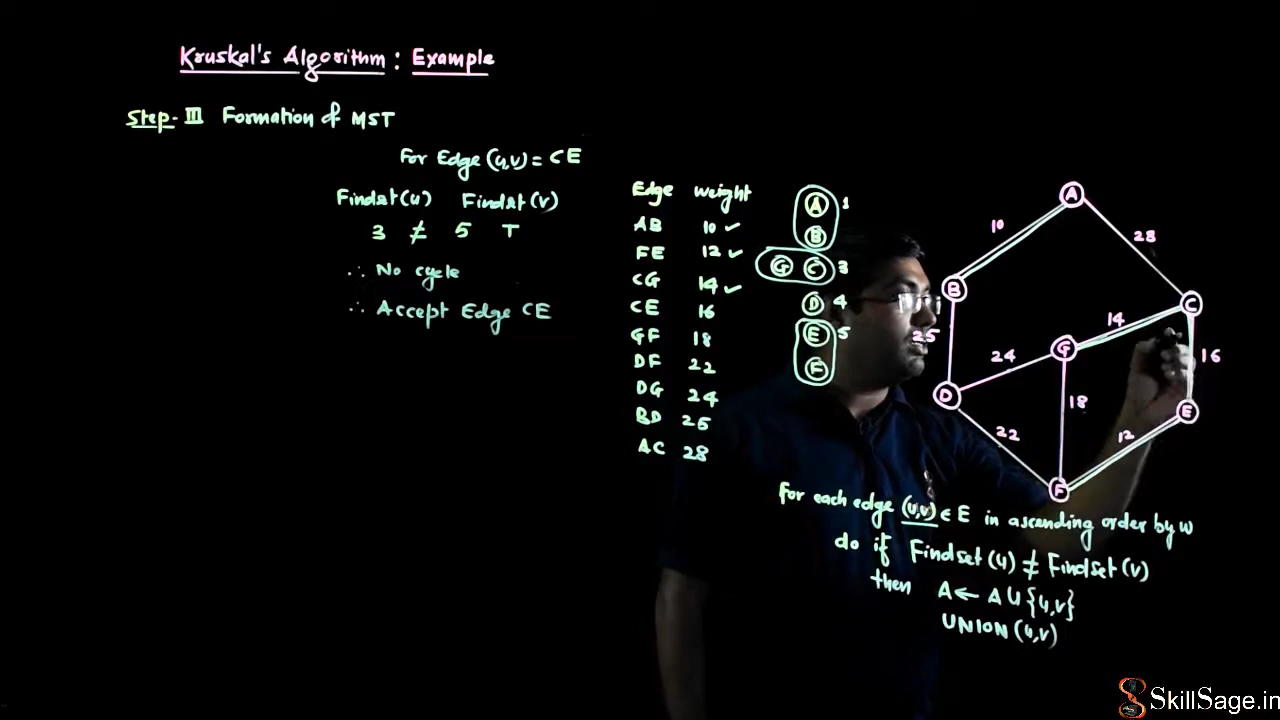 Kruskal's Algorithm : Example
Step-III Formation of MST
For Edge (u,v) = CE
Findst(u) Findst(v)
3 ≠ 5 T
∴ No cycle
∴ Accept Edge CE
Edge weight
AB 10 ✓
FE 12 ✓
CG 14 ✓
CE 16
GF 18
DF 22
DG 24
BD 25
AC 28
A 1
B
G C 3
D 4
E 5
F
A
10
28
B
C
14
25
G
16
24
D
18
E
22
12
F
For each edge (u,v) ∈ E in ascending order by w
do if Findset(u) ≠ Findset(v)
then A ← A ∪ {u,v}
UNION (u,v)
SkillSage.in